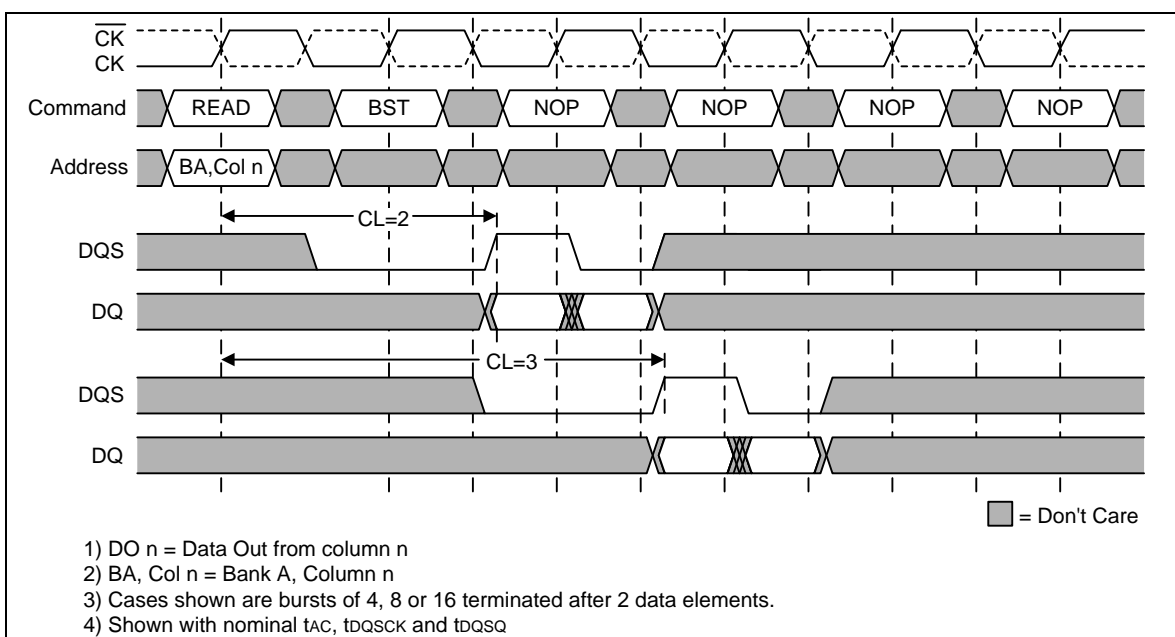 CK
CK
Command READ BST NOP NOP NOP NOP
Address BA,Col n
CL=2
DQS
DQ
CL=3
DQS
DQ
= Don't Care
1) DO n = Data Out from column n
2) BA, Col n = Bank A, Column n
3) Cases shown are bursts of 4, 8 or 16 terminated after 2 data elements.
4) Shown with nominal tAC, tDQSCK and tDQSQ